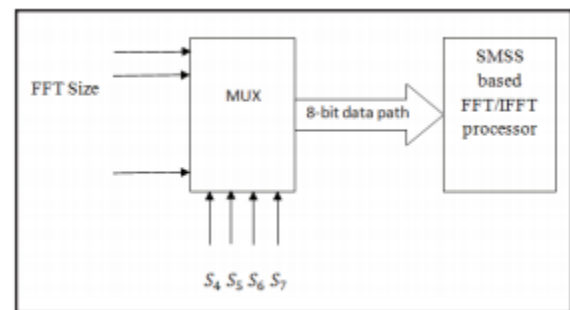 FFT Size
MUX
8-bit data path
SMSS
based
FFT/IFFT
processor
S₄ S₅ S₆ S₇